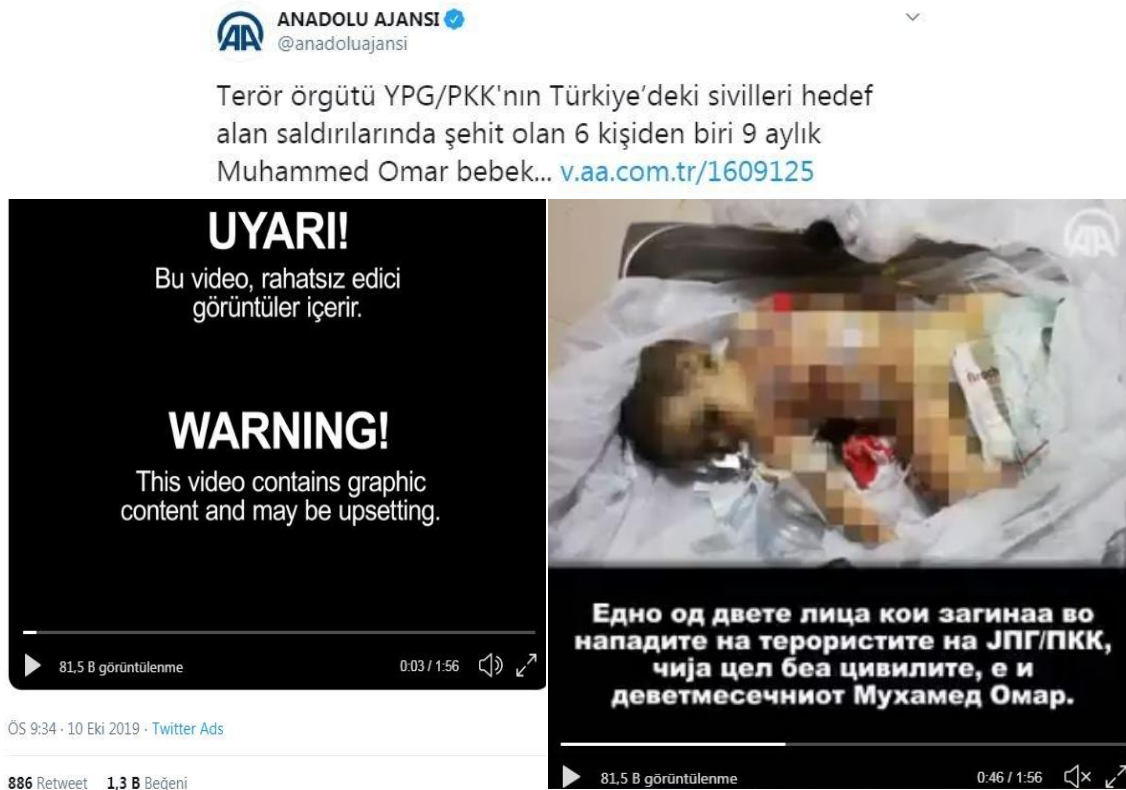 ANADOLU AJANSI
@anadoluajansi
Terör örgütü YPG/PKK'nın Türkiye'deki sivilleri hedef
alan saldırılarında şehit olan 6 kişiden biri 9 aylık
Muhammed Omar bebek... v.aa.com.tr/1609125
UYARI!
Bu video, rahatsız edici
görüntüler içerir.
WARNING!
This video contains graphic
content and may be upsetting.
81,5 B görüntülenme
0:03 / 1:56
ÖS 9:34 · 10 Eki 2019 · Twitter Ads
886 Retweet 1,3 B Beğeni
AA
Едно од двете лица кои загинаа во
нападите на терористите на ЈПГ/ПКК,
чија цел беа цивилите, е и
деветмесечниот Мухамед Омар.
81,5 B görüntülenme
0:46 / 1:56